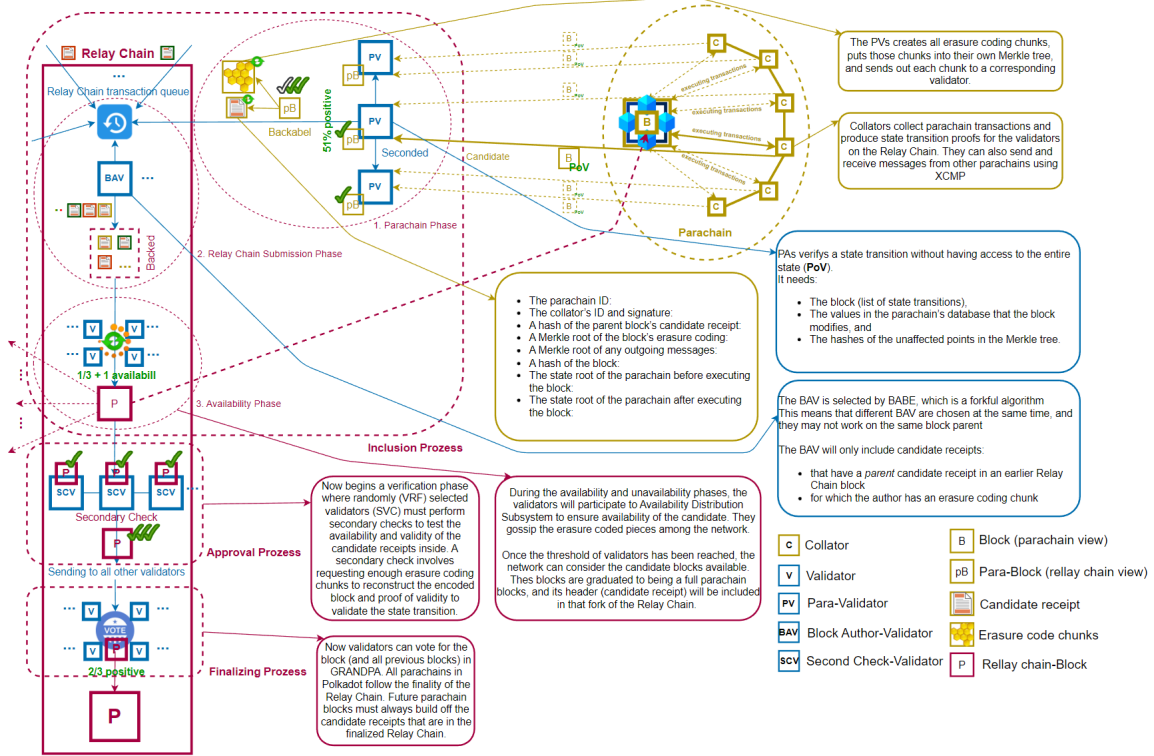 Relay Chain
...
Relay Chain transaction queue
BAV
...
Backed
...
2. Relay Chain Submission Phase
V
V
V
V
1/3 + 1 availabill
P
3. Availability Phase
Inclusion Prozess
P
P
P
SCV
SCV
SCV
...
Secondary Check
P
Approval Prozess
Sending to all other validators
V
V
VOTE
V
P
V
2/3 positive
Finalizing Prozess
P
51% positive
PV
pB
pB
Backabel
PV
pB
Seconded
PV
pB
1. Parachain Phase
Candidate
B
PoV
B
PoV
B
PoV
B
PoV
B
PoV
B
PoV
B
executing transactions
executing transactions
executing transactions
executing transactions
C
C
C
C
C
C
Parachain
The PVs creates all erasure coding chunks,
puts those chunks into their own Merkle tree,
and sends out each chunk to a corresponding
validator.
Collators collect parachain transactions and
produce state transition proofs for the validators
on the Relay Chain. They can also send and
receive messages from other parachains using
XCMP
PAs verifys a state transition without having access to the entire
state (PoV).
It needs:
• The block (list of state transitions),
• The values in the parachain's database that the block
modifies, and
• The hashes of the unaffected points in the Merkle tree.
• The parachain ID:
• The collator's ID and signature:
• A hash of the parent block's candidate receipt:
• A Merkle root of the block's erasure coding:
• A Merkle root of any outgoing messages:
• A hash of the block:
• The state root of the parachain before executing
the block:
• The state root of the parachain after executing
the block:
The BAV is selected by BABE, which is a forkful algorithm
This means that different BAV are chosen at the same time, and
they may not work on the same block parent
The BAV will only include candidate receipts:
• that have a parent candidate receipt in an earlier Relay
Chain block
• for which the author has an erasure coding chunk
Now begins a verification phase
where randomly (VRF) selected
validators (SVC) must perform
secondary checks to test the
availability and validity of the
candidate receipts inside. A
secondary check involves
requesting enough erasure coding
chunks to reconstruct the encoded
block and proof of validity to
validate the state transition.
During the availability and unavailability phases, the
validators will participate to Availability Distribution
Subsystem to ensure availability of the candidate. They
gossip the erasure coded pieces among the network.
Once the threshold of validators has been reached, the
network can consider the candidate blocks available.
Thes blocks are graduated to being a full parachain
blocks, and its header (candidate receipt) will be included
in that fork of the Relay Chain.
Now validators can vote for the
block (and all previous blocks) in
GRANDPA. All parachains in
Polkadot follow the finality of the
Relay Chain. Future parachain
blocks must always build off the
candidate receipts that are in the
finalized Relay Chain.
C Collator
V Validator
PV Para-Validator
BAV Block Author-Validator
SCV Second Check-Validator
B Block (parachain view)
pB Para-Block (rellay chain view)
Candidate receipt
Erasure code chunks
P Rellay chain-Block